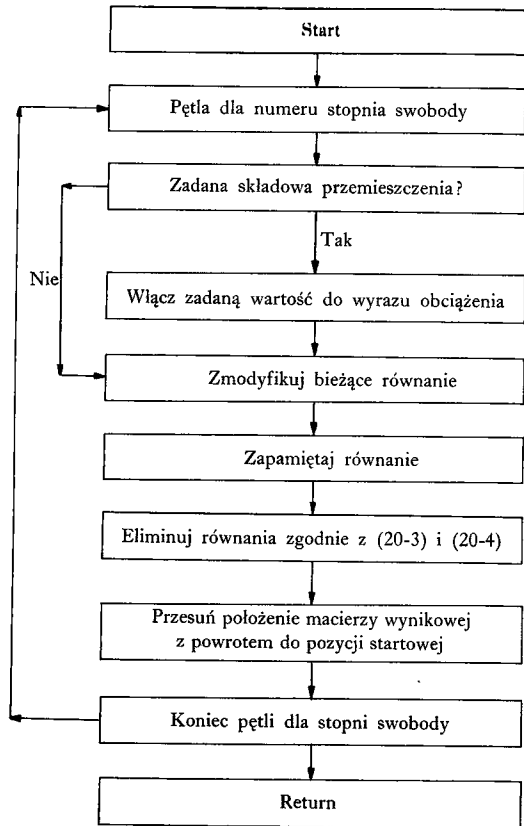 Start
Pętla dla numeru stopnia swobody
Zadana składowa przemieszczenia?
Tak
Nie
Włącz zadaną wartość do wyrazu obciążenia
Zmodyfikuj bieżące równanie
Zapamiętaj równanie
Eliminuj równania zgodnie z (20-3) i (20-4)
Przesuń położenie macierzy wynikowej
z powrotem do pozycji startowej
Koniec pętli dla stopni swobody
Return